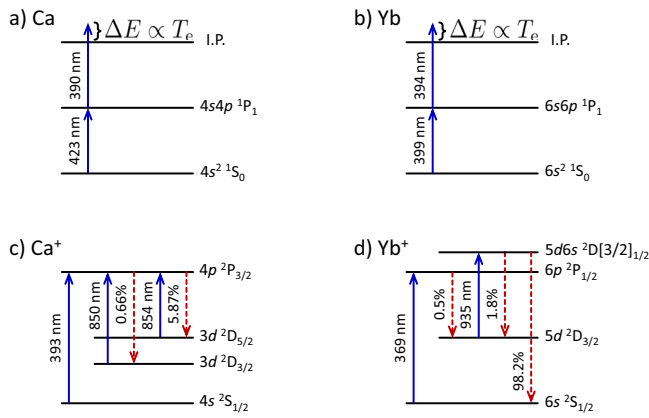 a) Ca
} ΔE ∝ Tₑ
I.P.
390 nm
4s4p ¹P₁
423 nm
4s² ¹S₀
b) Yb
} ΔE ∝ Tₑ
I.P.
394 nm
6s6p ¹P₁
399 nm
6s² ¹S₀
c) Ca⁺
4p ²P₃/₂
393 nm
850 nm
0.66%
854 nm
5.87%
3d ²D₅/₂
3d ²D₃/₂
4s ²S₁/₂
d) Yb⁺
5d6s ²D[3/2]₁/₂
6p ²P₁/₂
369 nm
0.5%
935 nm
1.8%
5d ²D₃/₂
98.2%
6s ²S₁/₂